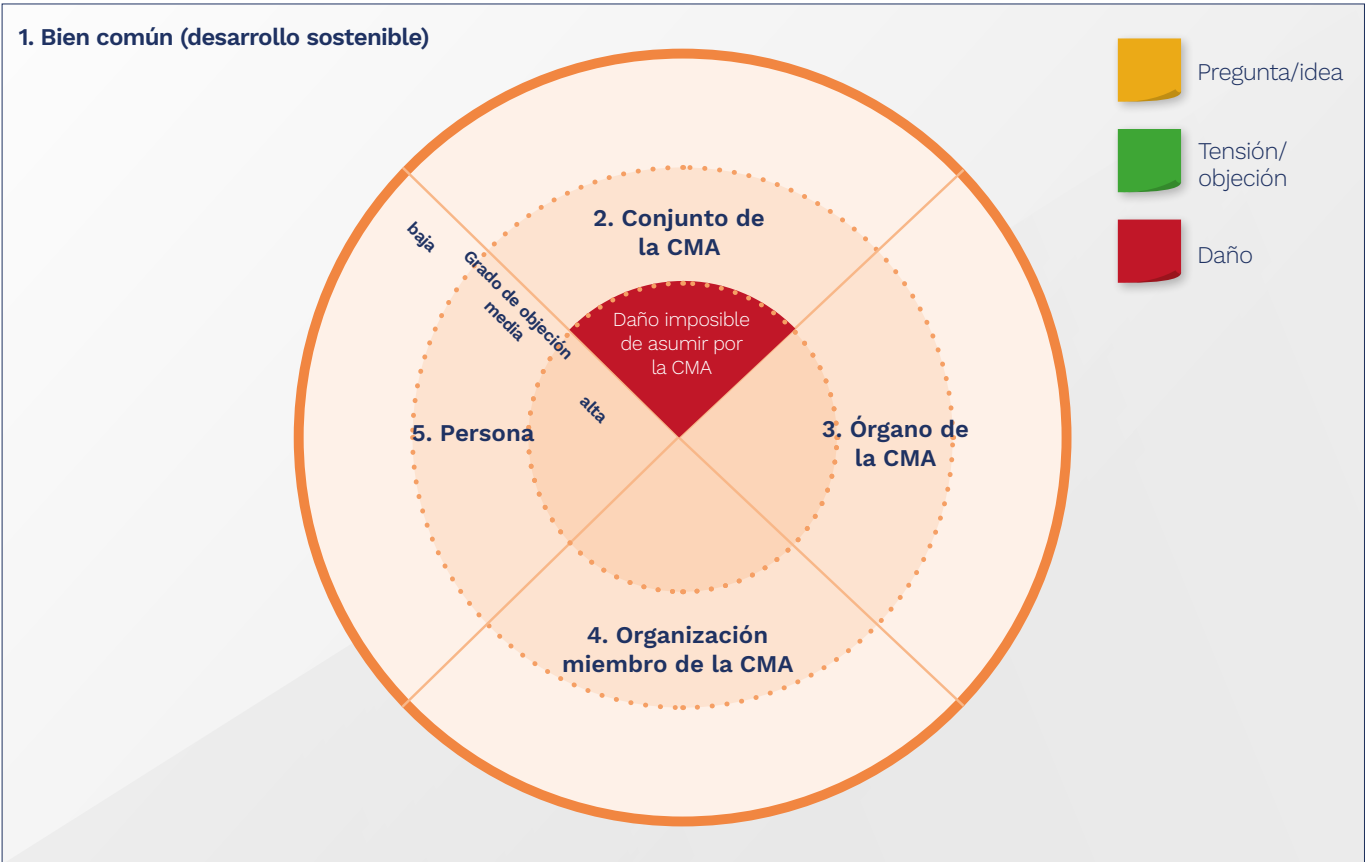 1. Bien común (desarrollo sostenible)
Pregunta/idea
Tensión/
objeción
Daño
2. Conjunto de
la CMA
baja
Grado de objeción
media
alta
Daño imposible
de asumir por
la CMA
5. Persona
3. Órgano de
la CMA
4. Organización
miembro de la CMA